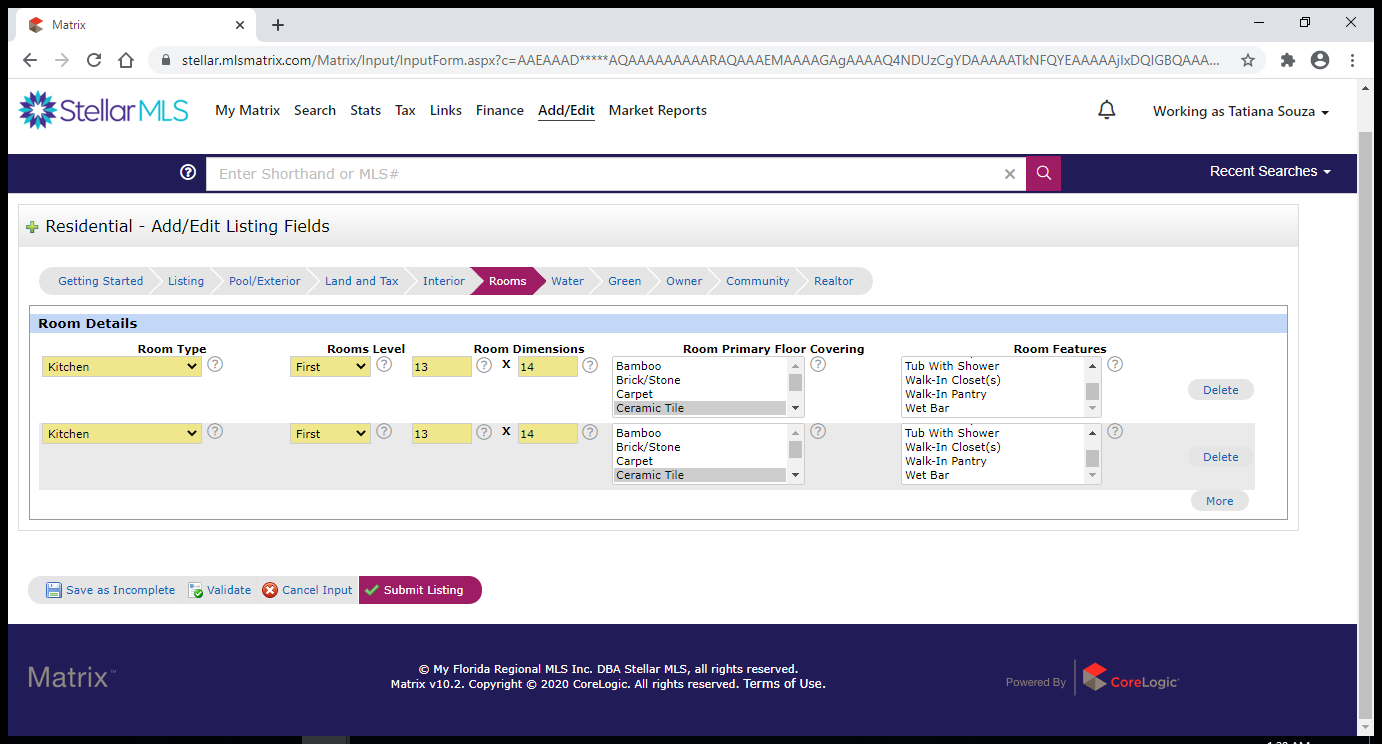 Matrix
stellar.mlsmatrix.com/Matrix/Input/InputForm.aspx?c=AAEAAAD*****AQAAAAAAAAAARAQAAAEMAAAAGAgAAAAQ4NDUzCgYDAAAAATkNFQYEAAAAAjIxDQIGBQAAA...
StellarMLS My Matrix Search Stats Tax Links Finance Add/Edit Market Reports Working as Tatiana Souza
Enter Shorthand or MLS# Recent Searches
Residential - Add/Edit Listing Fields
Getting Started Listing Pool/Exterior Land and Tax Interior Rooms Water Green Owner Community Realtor
Room Details
Room Type Rooms Level Room Dimensions Room Primary Floor Covering Room Features
Kitchen First 13 X 14
Bamboo
Brick/Stone
Carpet
Ceramic Tile
Tub With Shower
Walk-In Closet(s)
Walk-In Pantry
Wet Bar
Delete
Kitchen First 13 X 14
Bamboo
Brick/Stone
Carpet
Ceramic Tile
Tub With Shower
Walk-In Closet(s)
Walk-In Pantry
Wet Bar
Delete
More
Save as Incomplete Validate Cancel Input Submit Listing
Matrix™
© My Florida Regional MLS Inc. DBA Stellar MLS, all rights reserved.
Matrix v10.2. Copyright © 2020 CoreLogic. All rights reserved. Terms of Use.
Powered By CoreLogic